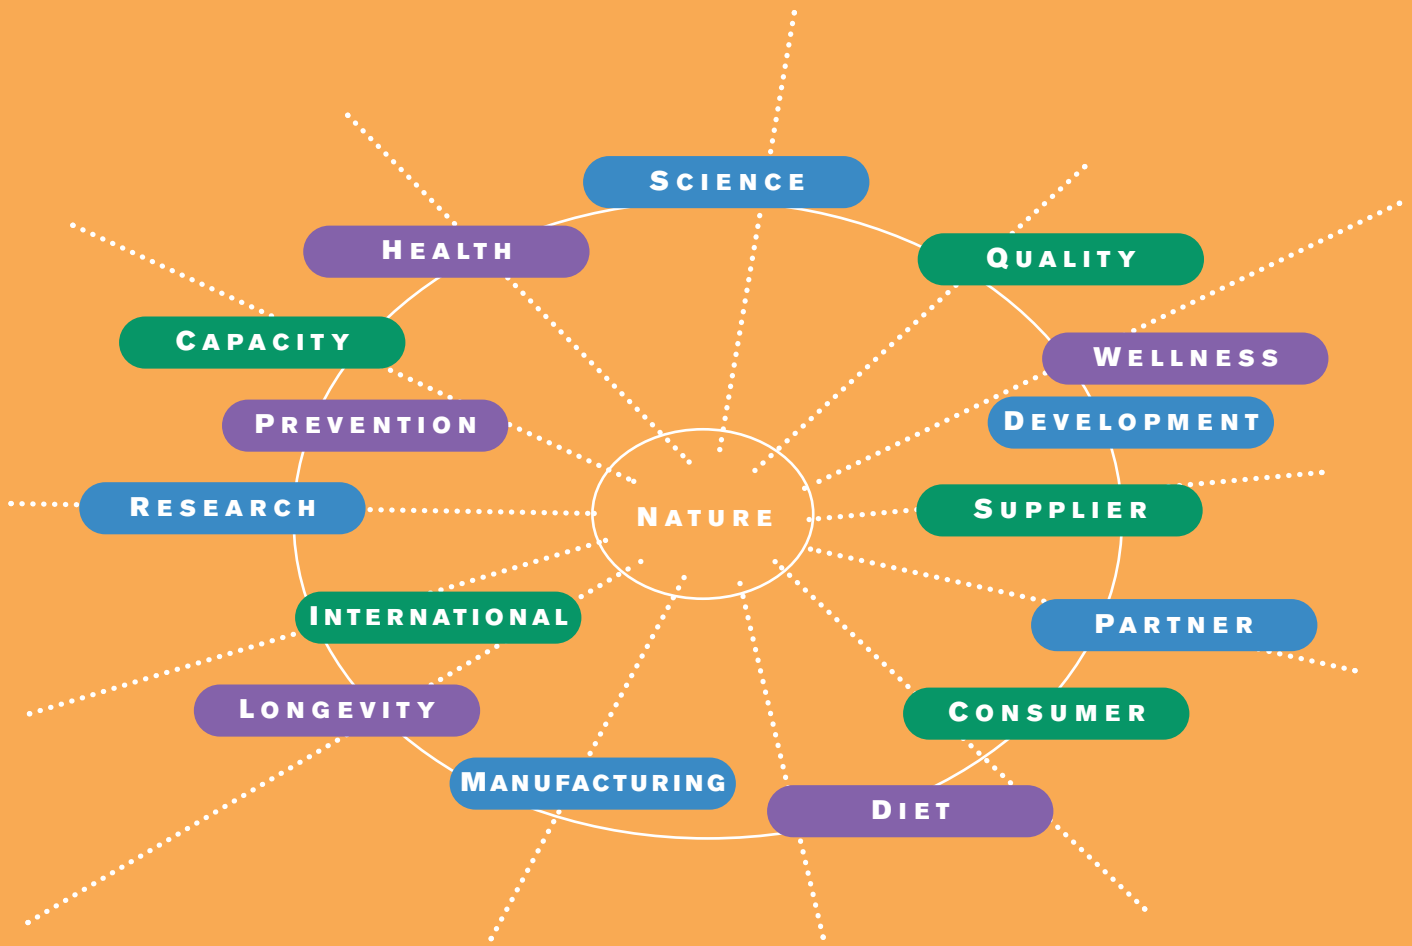 SCIENCE
HEALTH
QUALITY
CAPACITY
WELLNESS
DEVELOPMENT
PREVENTION
RESEARCH
SUPPLIER
NATURE
INTERNATIONAL
PARTNER
LONGEVITY
CONSUMER
MANUFACTURING
DIET